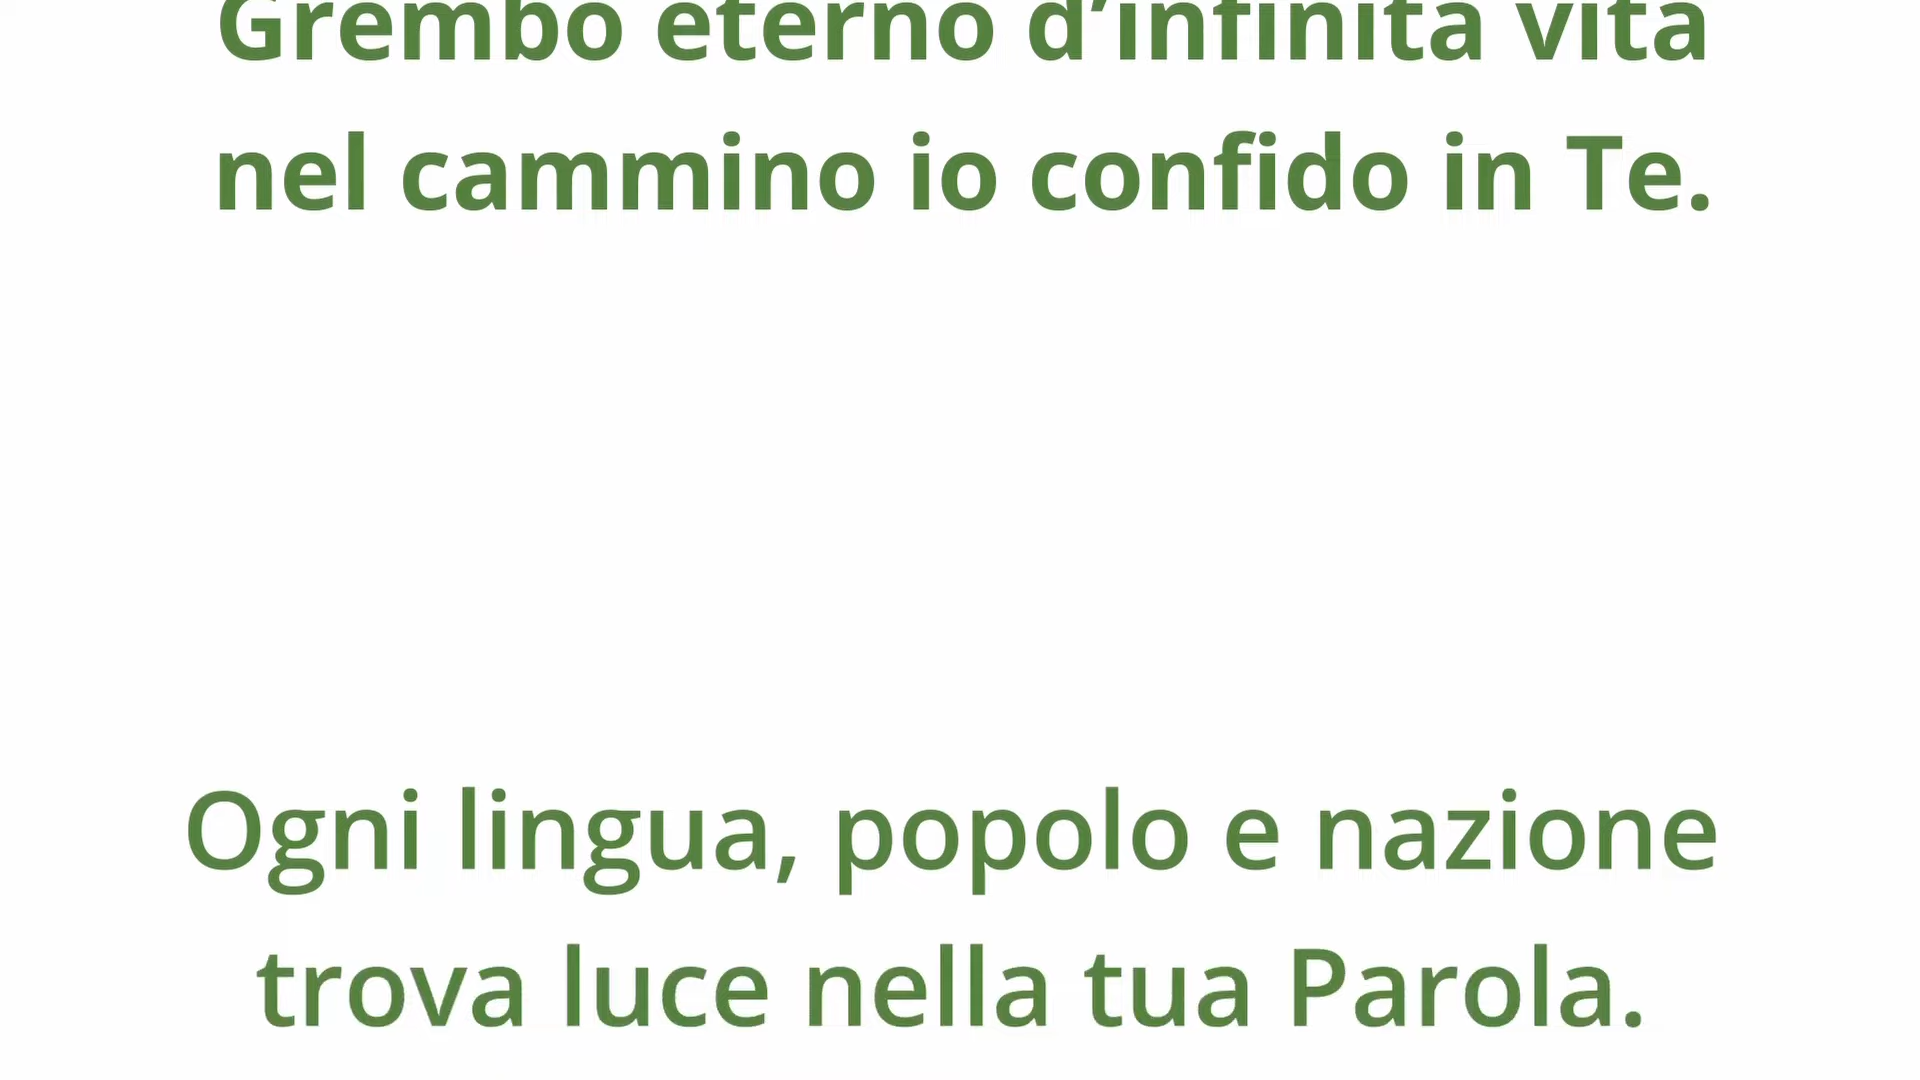 Grembo eterno d’infinita vita
nel cammino io confido in Te.
Ogni lingua, popolo e nazione
trova luce nella tua Parola.